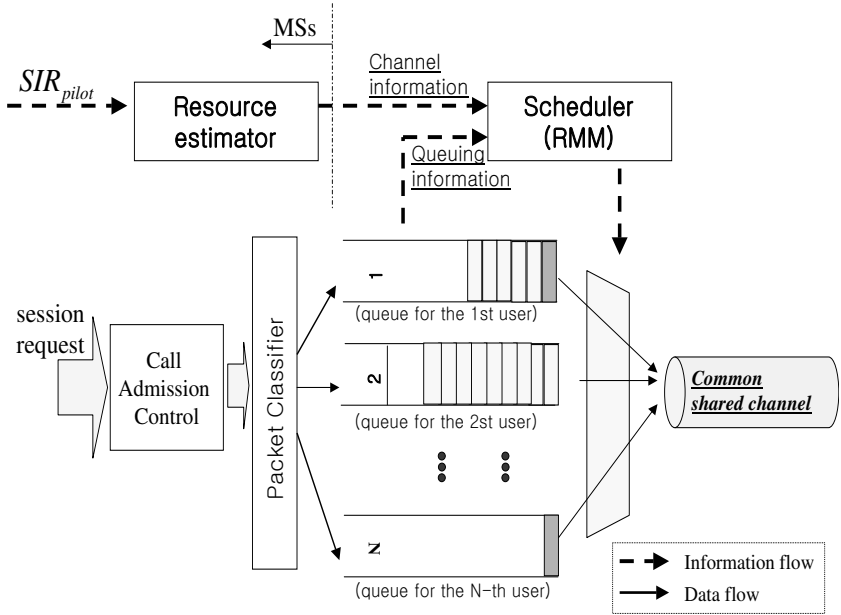 MSs
SIR pilot
Resource
estimator
Channel
information
Scheduler
(RMM)
Queuing
information
session
request
Call
Admission
Control
Packet Classifier
1
(queue for the 1st user)
2
(queue for the 2st user)
N
(queue for the N-th user)
Common
shared channel
Information flow
Data flow